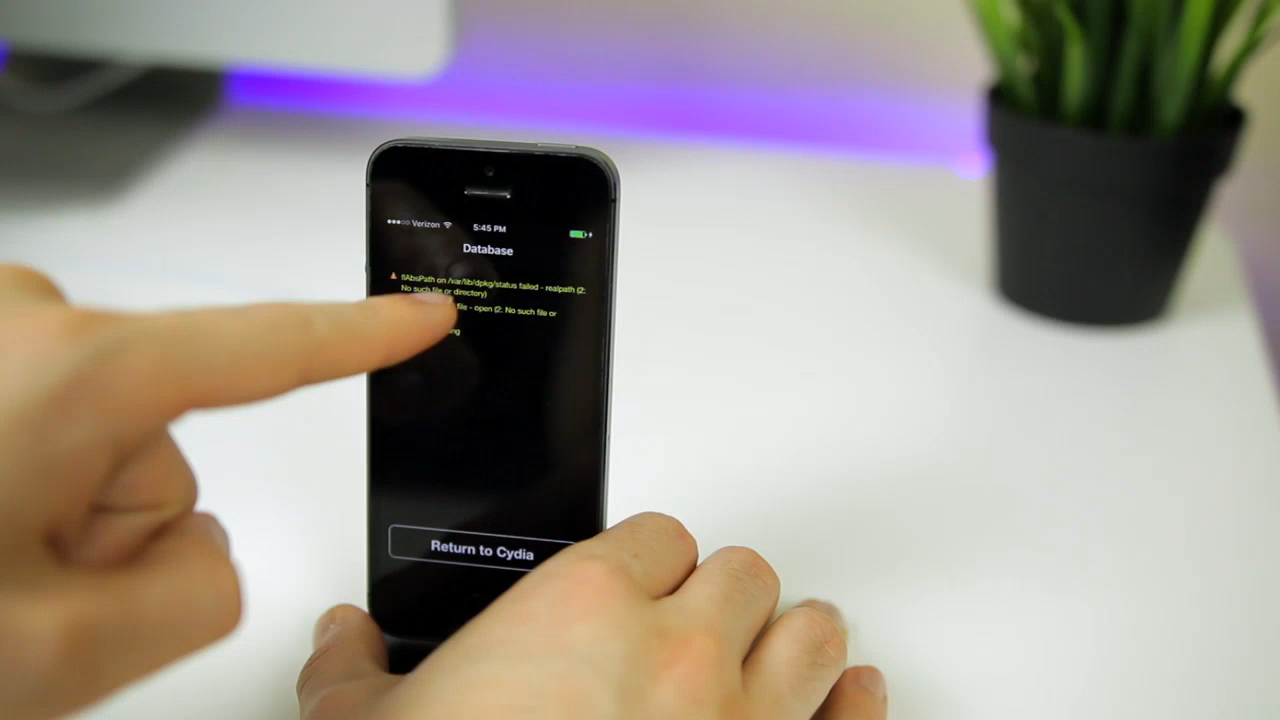 Verizon 5:45 PM
Database
flAbsPath on /var/lib/dpkg/status failed - realpath (2:
No such file or directory)
file - open (2: No such file or
Return to Cydia